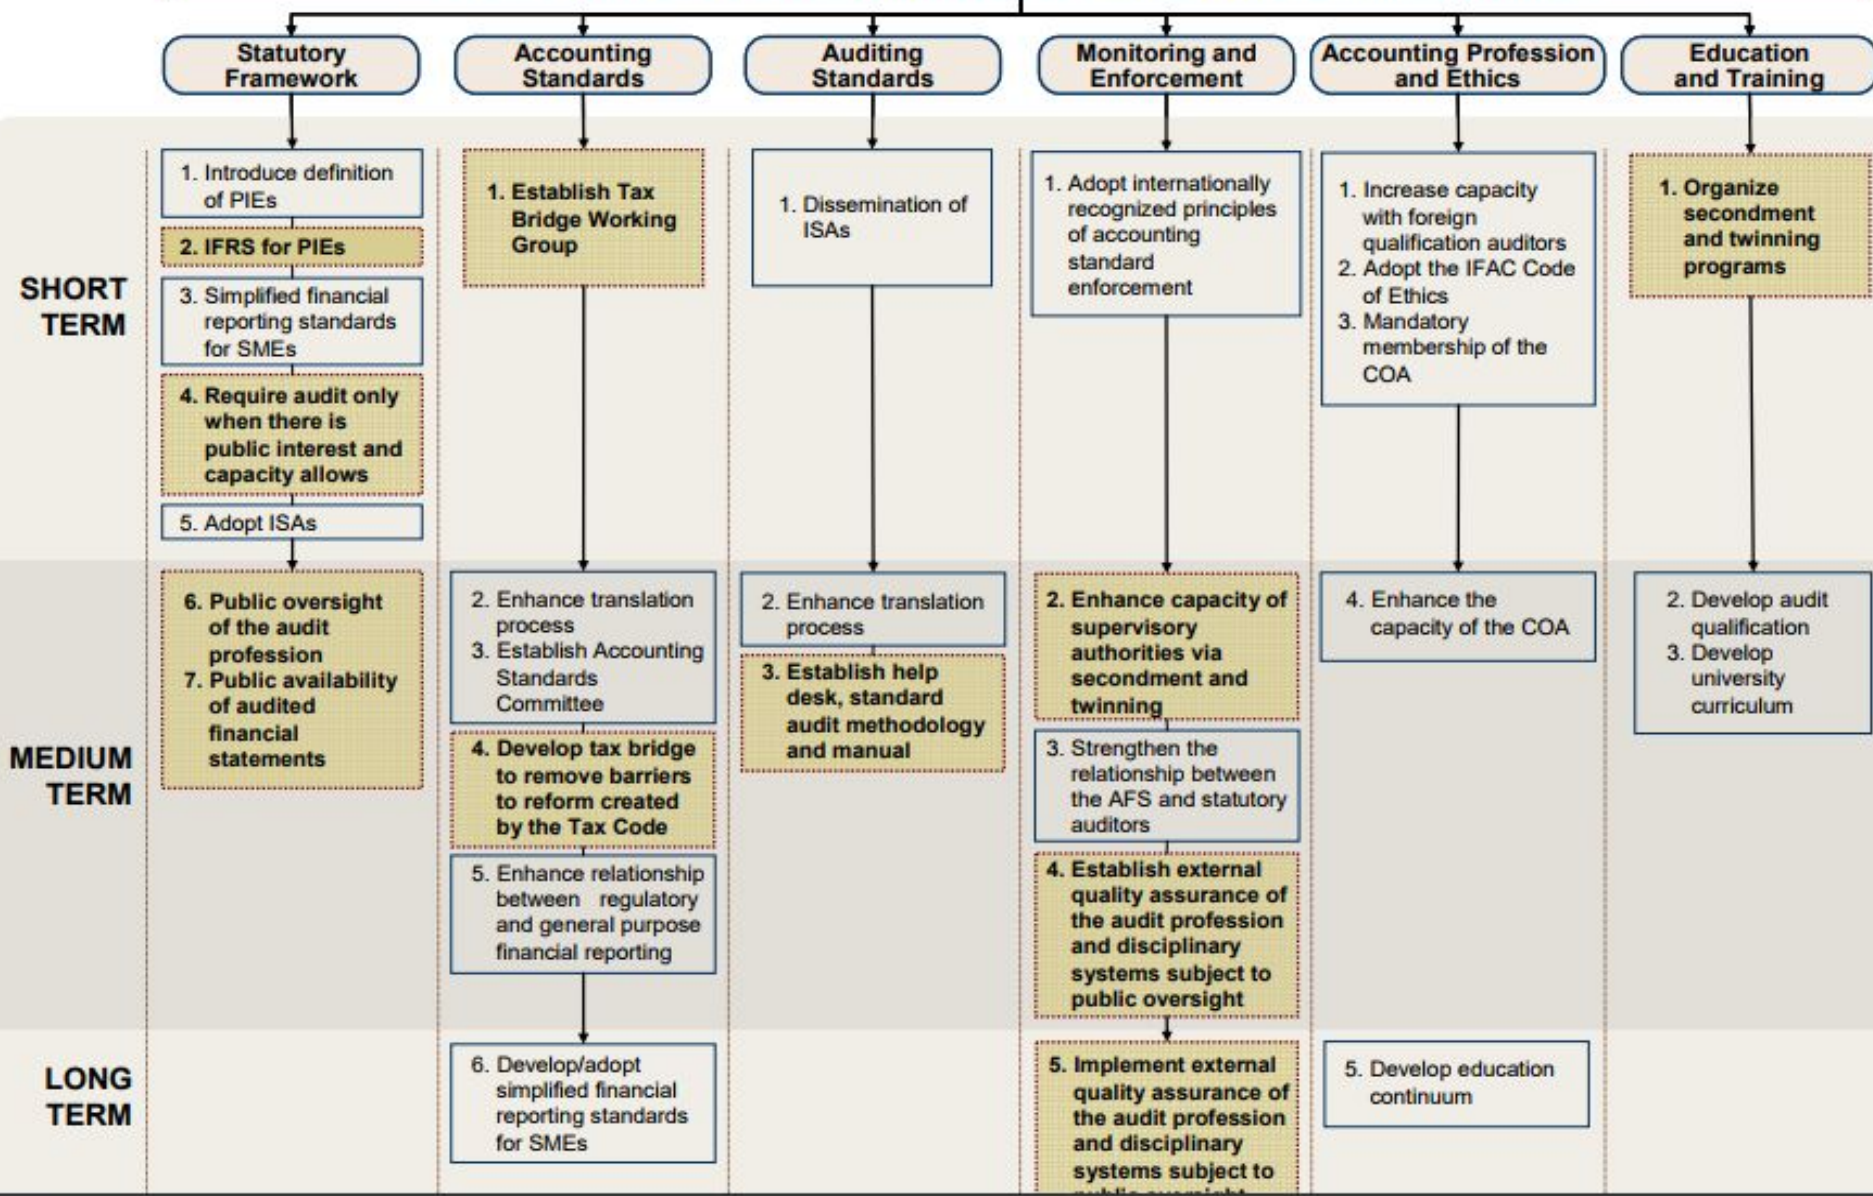 Statutory
Framework
Accounting
Standards
Auditing
Standards
Monitoring and
Enforcement
Accounting Profession
and Ethics
Education
and Training
SHORT
TERM
1. Introduce definition
of PIEs
2. IFRS for PIEs
3. Simplified financial
reporting standards
for SMEs
4. Require audit only
when there is
public interest and
capacity allows
5. Adopt ISAs
1. Establish Tax
Bridge Working
Group
1. Dissemination of
ISAs
1. Adopt internationally
recognized principles
of accounting
standard
enforcement
1. Increase capacity
with foreign
qualification auditors
2. Adopt the IFAC Code
of Ethics
3. Mandatory
membership of the
COA
1. Organize
secondment
and twinning
programs
MEDIUM
TERM
6. Public oversight
of the audit
profession
7. Public availability
of audited
financial
statements
2. Enhance translation
process
3. Establish Accounting
Standards
Committee
4. Develop tax bridge
to remove barriers
to reform created
by the Tax Code
5. Enhance relationship
between regulatory
and general purpose
financial reporting
2. Enhance translation
process
3. Establish help
desk, standard
audit methodology
and manual
2. Enhance capacity of
supervisory
authorities via
secondment and
twinning
3. Strengthen the
relationship between
the AFS and statutory
auditors
4. Establish external
quality assurance of
the audit profession
and disciplinary
systems subject to
public oversight
4. Enhance the
capacity of the COA
2. Develop audit
qualification
3. Develop
university
curriculum
LONG
TERM
6. Develop/adopt
simplified financial
reporting standards
for SMEs
5. Implement external
quality assurance of
the audit profession
and disciplinary
systems subject to
5. Develop education
continuum